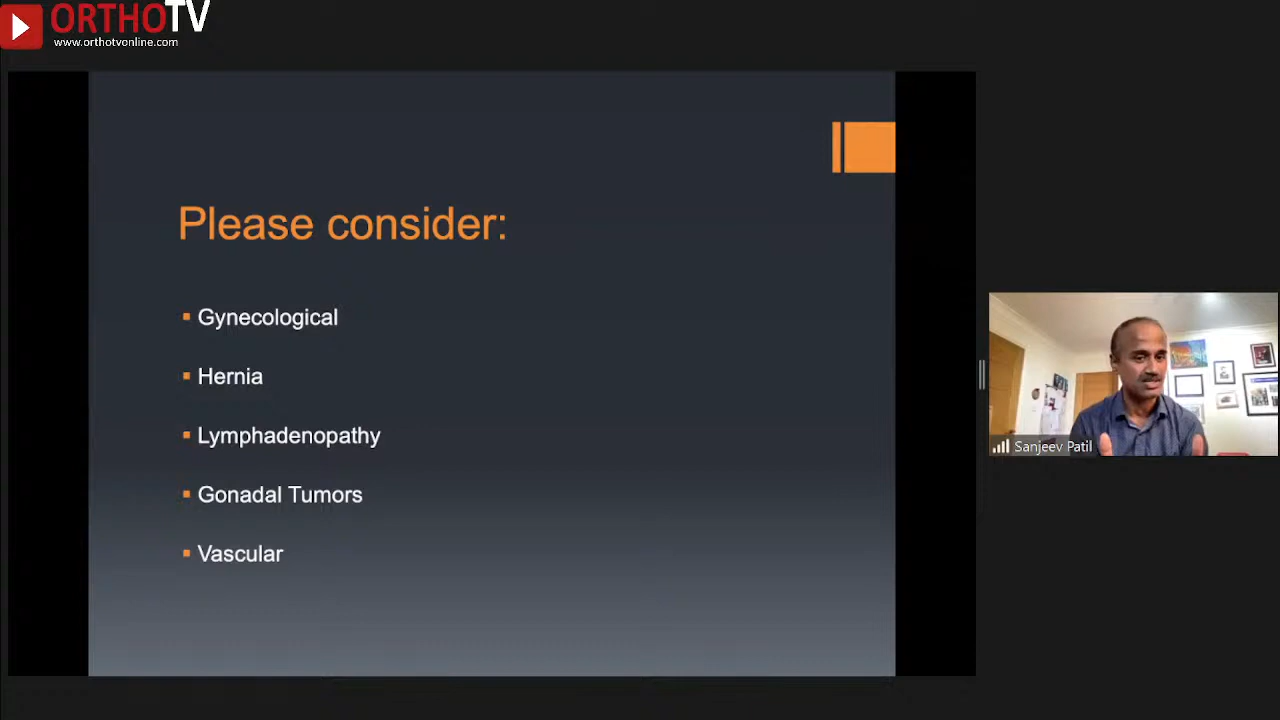 ORTHOTV
www.orthotvonline.com
Please consider:
Gynecological
Hernia
Lymphadenopathy
Gonadal Tumors
Vascular
Sanjeev Patil